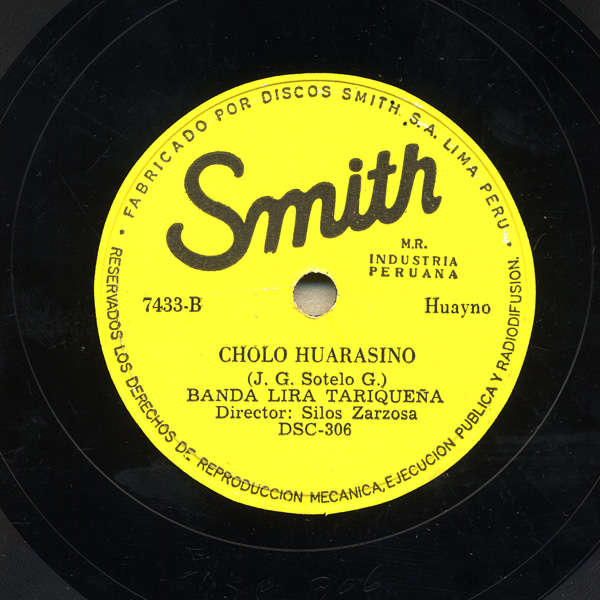 FABRICADO POR DISCOS SMITH S.A. LIMA PERU
Smith
M.R.
INDUSTRIA
PERUANA
7433-B
Huayno
CHOLO HUARASINO
(J. G. Sotelo G.)
BANDA LIRA TARIQUEÑA
Director: Silos Zarzosa
DSC-306
RESERVADOS LOS DERECHOS DE REPRODUCCION MECANICA, EJECUCION PUBLICA Y RADIODIFUSION.